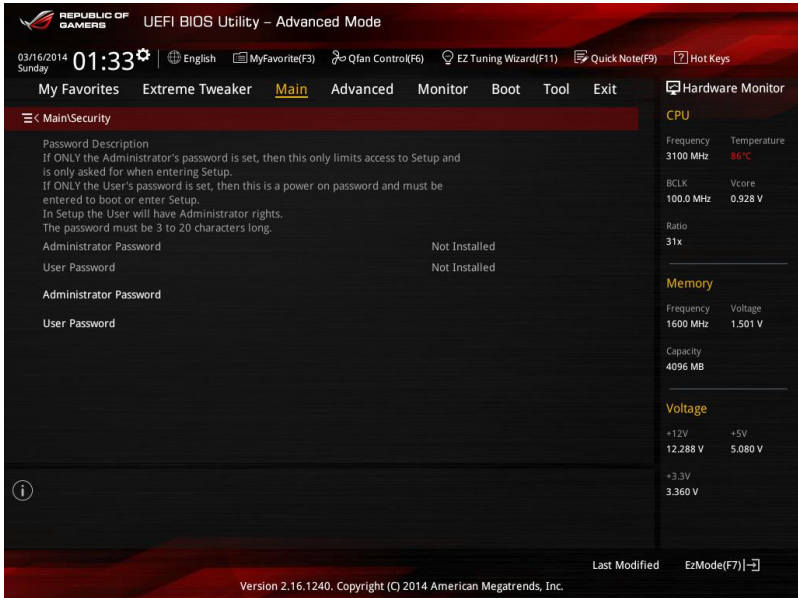 REPUBLIC OF
GAMERS
UEFI BIOS Utility – Advanced Mode
03/16/2014
Sunday
01:33
English
MyFavorite(F3)
Qfan Control(F6)
EZ Tuning Wizard(F11)
Quick Note(F9)
? Hot Keys
My Favorites
Extreme Tweaker
Main
Advanced
Monitor
Boot
Tool
Exit
Main\Security
Password Description
If ONLY the Administrator's password is set, then this only limits access to Setup and
is only asked for when entering Setup.
If ONLY the User's password is set, then this is a power on password and must be
entered to boot or enter Setup.
In Setup the User will have Administrator rights.
The password must be 3 to 20 characters long.
Administrator Password Not Installed
User Password Not Installed
Administrator Password
User Password
Hardware Monitor
CPU
Frequency Temperature
3100 MHz 86°C
BCLK Vcore
100.0 MHz 0.928 V
Ratio
31x
Memory
Frequency Voltage
1600 MHz 1.501 V
Capacity
4096 MB
Voltage
+12V +5V
12.288 V 5.080 V
+3.3V
3.360 V
i
Last Modified
EzMode(F7)
Version 2.16.1240. Copyright (C) 2014 American Megatrends, Inc.